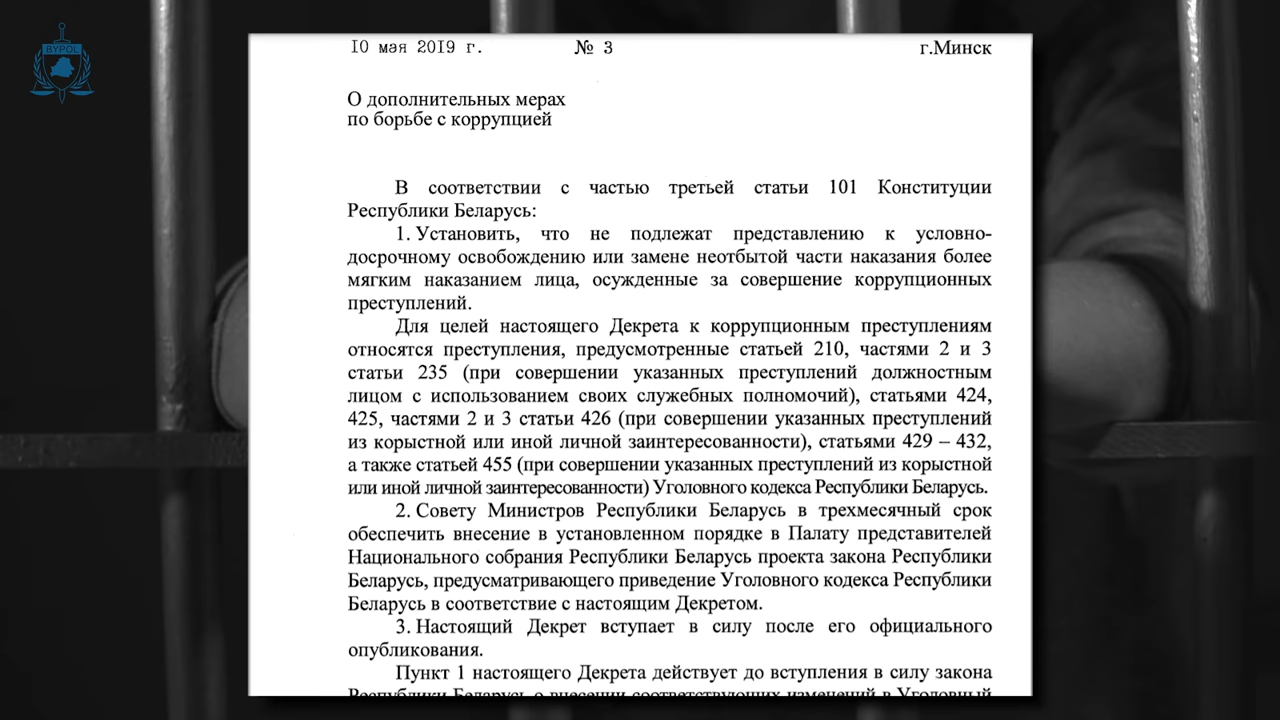 BYPOL
10 мая 2019 г. № 3 г.Минск
О дополнительных мерах
по борьбе с коррупцией
В соответствии с частью третьей статьи 101 Конституции
Республики Беларусь:
1. Установить, что не подлежат представлению к условно-
досрочному освобождению или замене неотбытой части наказания более
мягким наказанием лица, осужденные за совершение коррупционных
преступлений.
Для целей настоящего Декрета к коррупционным преступлениям
относятся преступления, предусмотренные статьей 210, частями 2 и 3
статьи 235 (при совершении указанных преступлений должностным
лицом с использованием своих служебных полномочий), статьями 424,
425, частями 2 и 3 статьи 426 (при совершении указанных преступлений
из корыстной или иной личной заинтересованности), статьями 429 – 432,
а также статьей 455 (при совершении указанных преступлений из корыстной
или иной личной заинтересованности) Уголовного кодекса Республики Беларусь.
2. Совету Министров Республики Беларусь в трехмесячный срок
обеспечить внесение в установленном порядке в Палату представителей
Национального собрания Республики Беларусь проекта закона Республики
Беларусь, предусматривающего приведение Уголовного кодекса Республики
Беларусь в соответствие с настоящим Декретом.
3. Настоящий Декрет вступает в силу после его официального
опубликования.
Пункт 1 настоящего Декрета действует до вступления в силу закона
Республики Беларусь о внесении соответствующих изменений в Уголовный